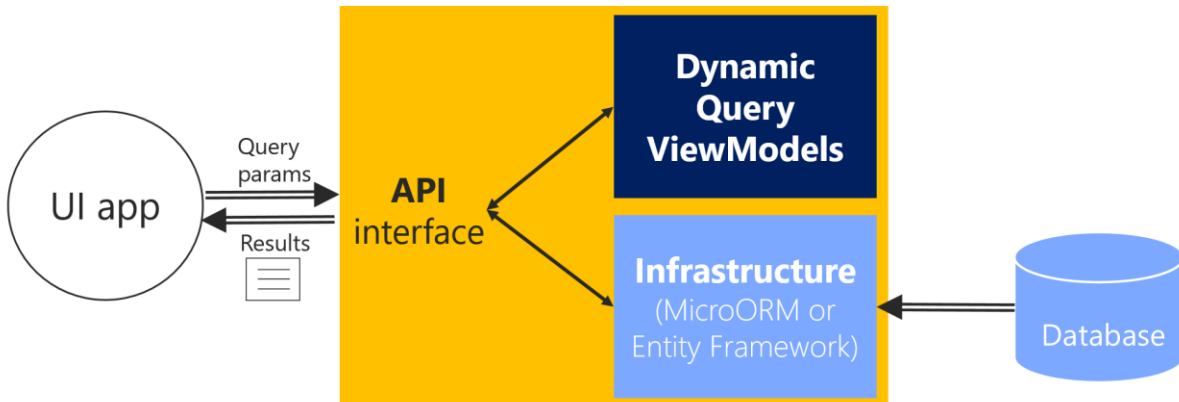 UI app
Query
params
Results
API
interface
Dynamic
Query
ViewModels
Infrastructure
(MicroORM or
Entity Framework)
Database